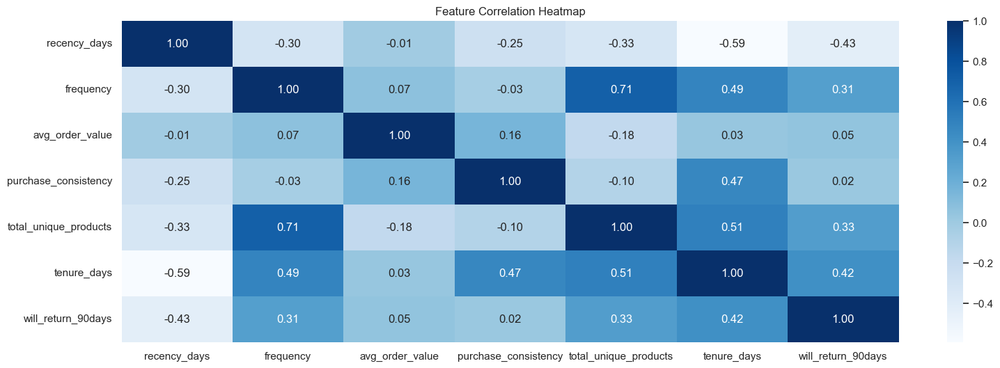 Feature Correlation Heatmap
recency_days 1.00 -0.30 -0.01 -0.25 -0.33 -0.59 -0.43
frequency -0.30 1.00 0.07 -0.03 0.71 0.49 0.31
avg_order_value -0.01 0.07 1.00 0.16 -0.18 0.03 0.05
purchase_consistency -0.25 -0.03 0.16 1.00 -0.10 0.47 0.02
total_unique_products -0.33 0.71 -0.18 -0.10 1.00 0.51 0.33
tenure_days -0.59 0.49 0.03 0.47 0.51 1.00 0.42
will_return_90days -0.43 0.31 0.05 0.02 0.33 0.42 1.00
recency_days frequency avg_order_value purchase_consistency total_unique_products tenure_days will_return_90days
1.0
0.8
0.6
0.4
0.2
0.0
−0.2
−0.4